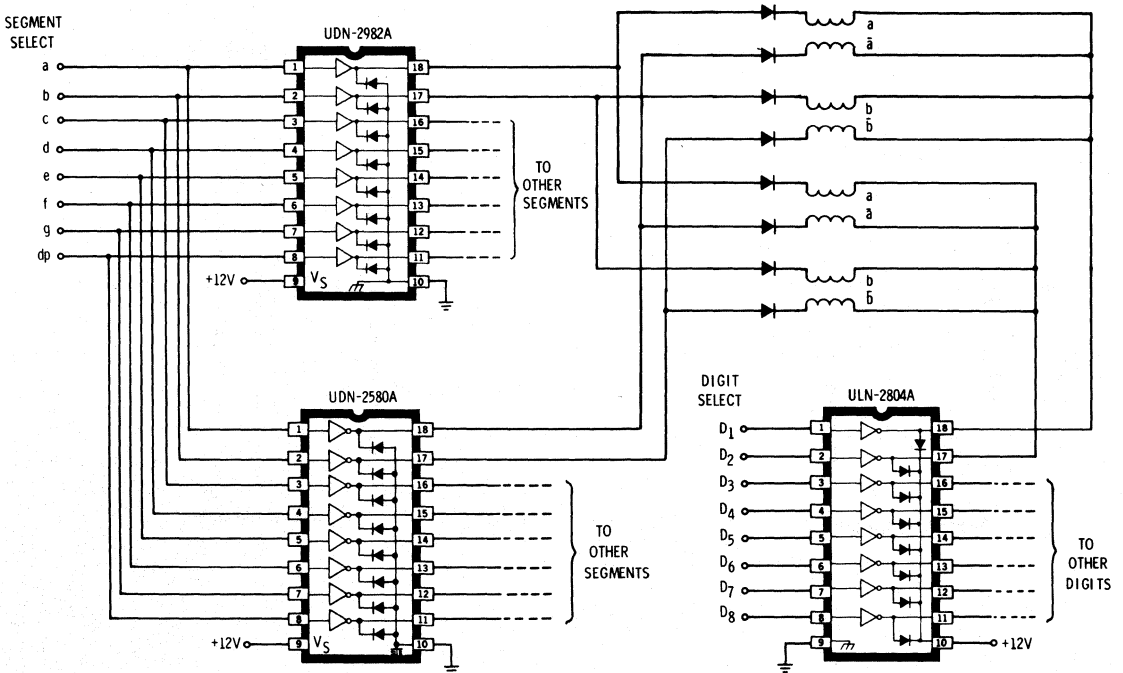 SEGMENT
SELECT
a
b
c
d
e
f
g
dp
+12V
UDN-2982A
1 18
2 17
3 16
4 15
5 14
6 13
7 12
8 11
9 VS 10
TO
OTHER
SEGMENTS
a
ā
b
b̄
a
ā
b
b̄
UDN-2580A
1 18
2 17
3 16
4 15
5 14
6 13
7 12
8 11
+12V 9 VS 10
TO
OTHER
SEGMENTS
DIGIT
SELECT
ULN-2804A
D1 1 18
D2 2 17
D3 3 16
D4 4 15
D5 5 14
D6 6 13
D7 7 12
D8 8 11
9 10 +12V
TO
OTHER
DIGITS